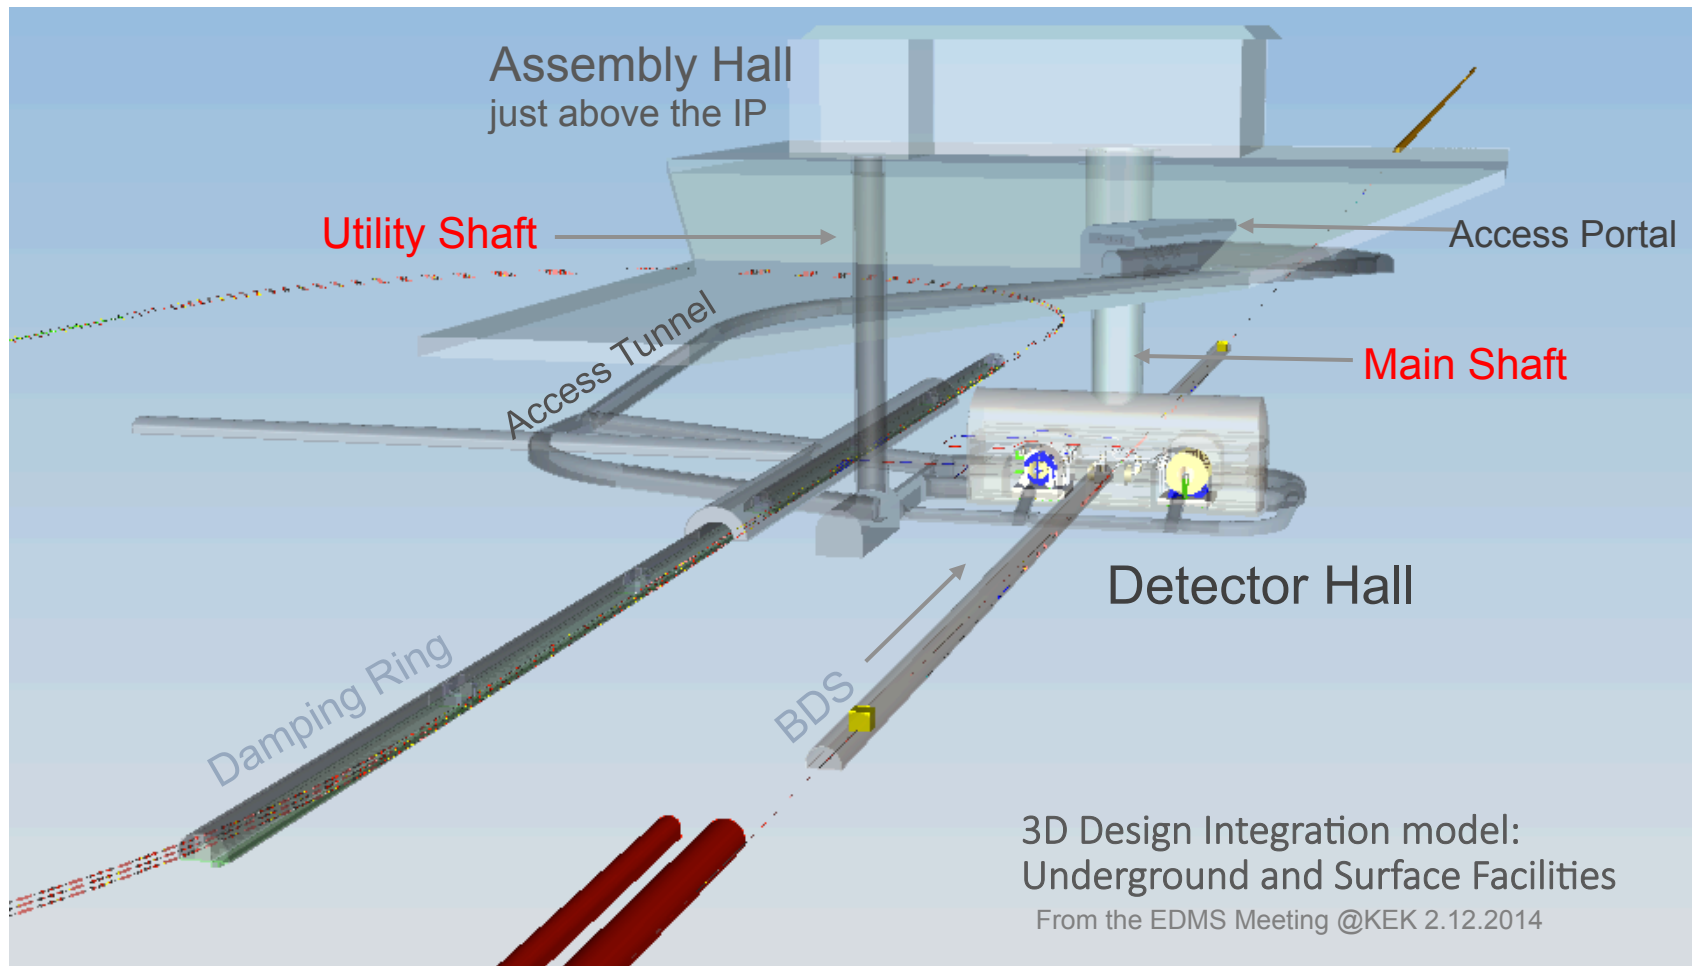 Assembly Hall
just above the IP
Utility Shaft
Access Portal
Access Tunnel
Main Shaft
Detector Hall
Damping Ring
BDS
3D Design Integration model:
Underground and Surface Facilities
From the EDMS Meeting @KEK 2.12.2014